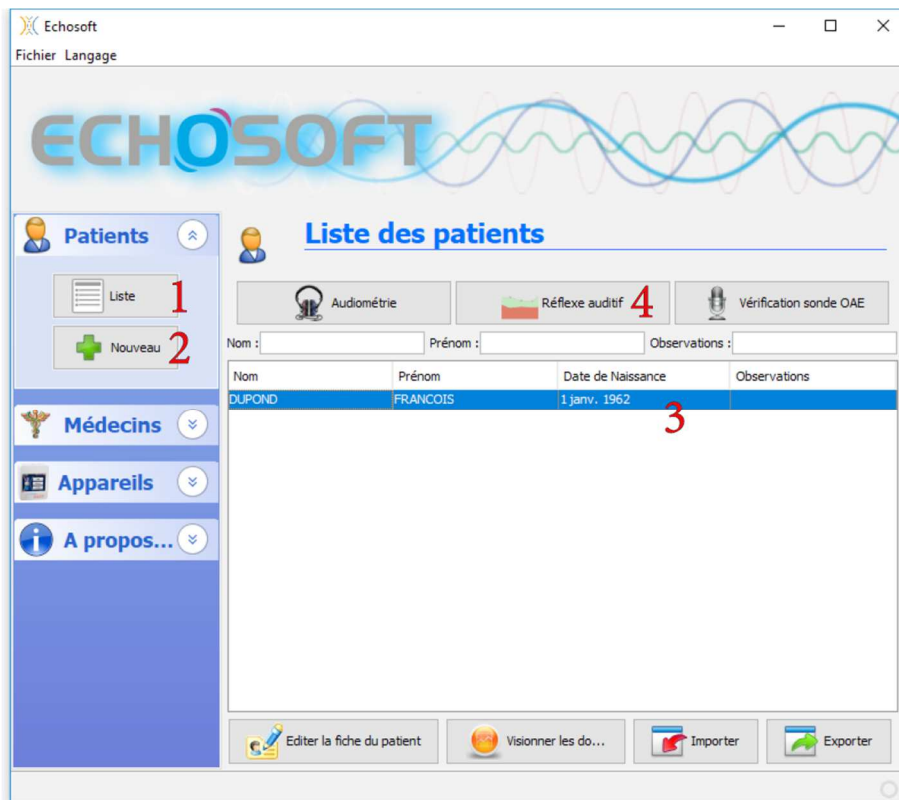 Echosoft
Fichier Langage
ECHOSOFT
Patients
Liste 1
Nouveau 2
Médecins
Appareils
A propos...
Liste des patients
Audiométrie
Réflexe auditif 4
Vérification sonde OAE
Nom : Prénom : Observations :
Nom Prénom Date de Naissance Observations
DUPOND FRANCOIS 1 janv. 1962
3
Editer la fiche du patient
Visionner les do...
Importer
Exporter